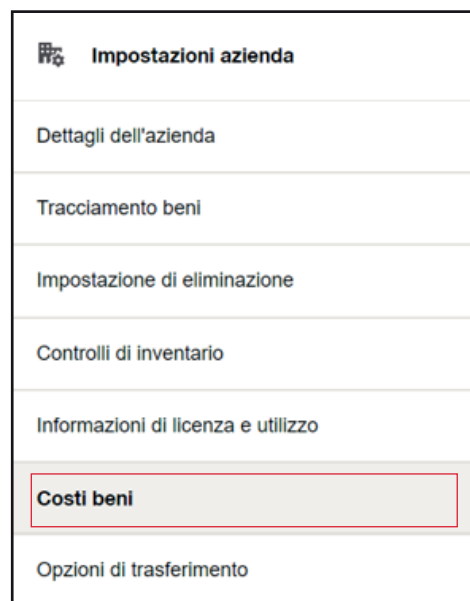 Impostazioni azienda
Dettagli dell'azienda
Tracciamento beni
Impostazione di eliminazione
Controlli di inventario
Informazioni di licenza e utilizzo
Costi beni
Opzioni di trasferimento